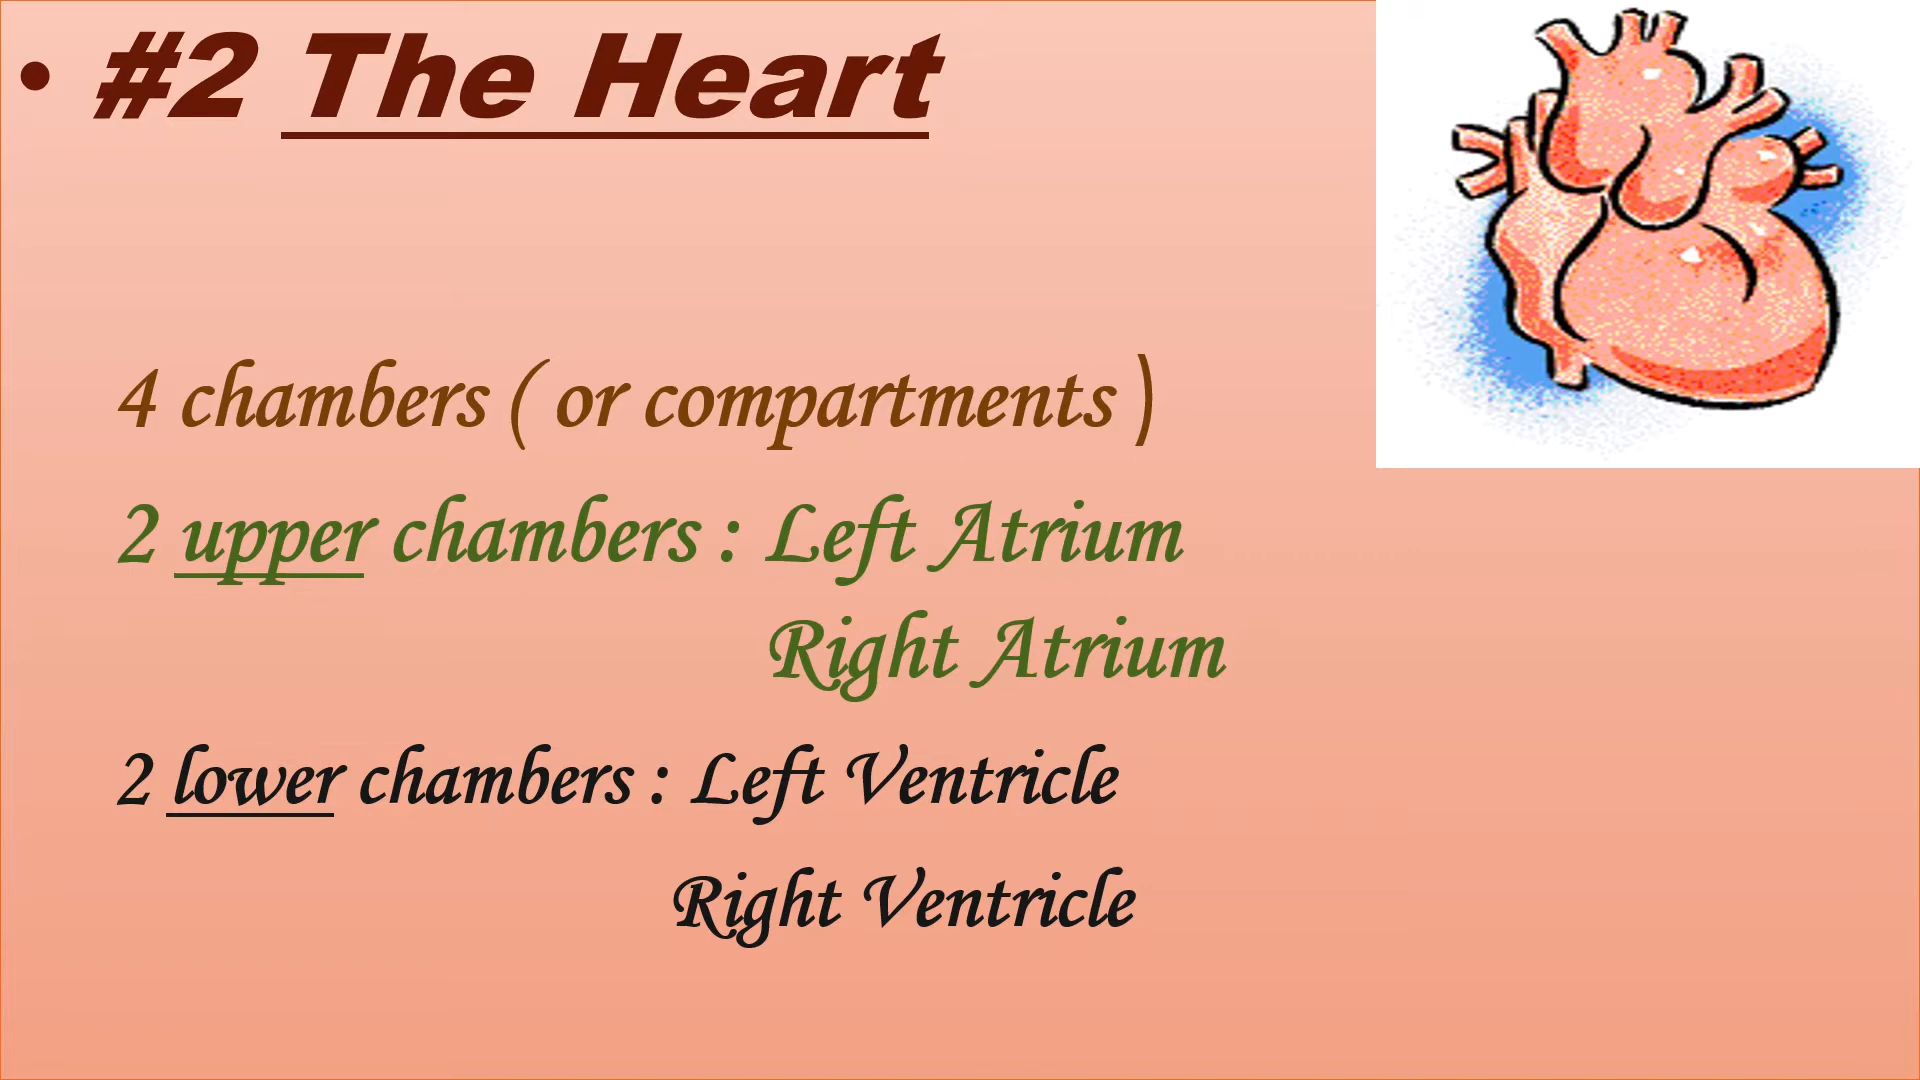 • #2 The Heart
4 chambers ( or compartments )
2 upper chambers : Left Atrium
Right Atrium
2 lower chambers : Left Ventricle
Right Ventricle